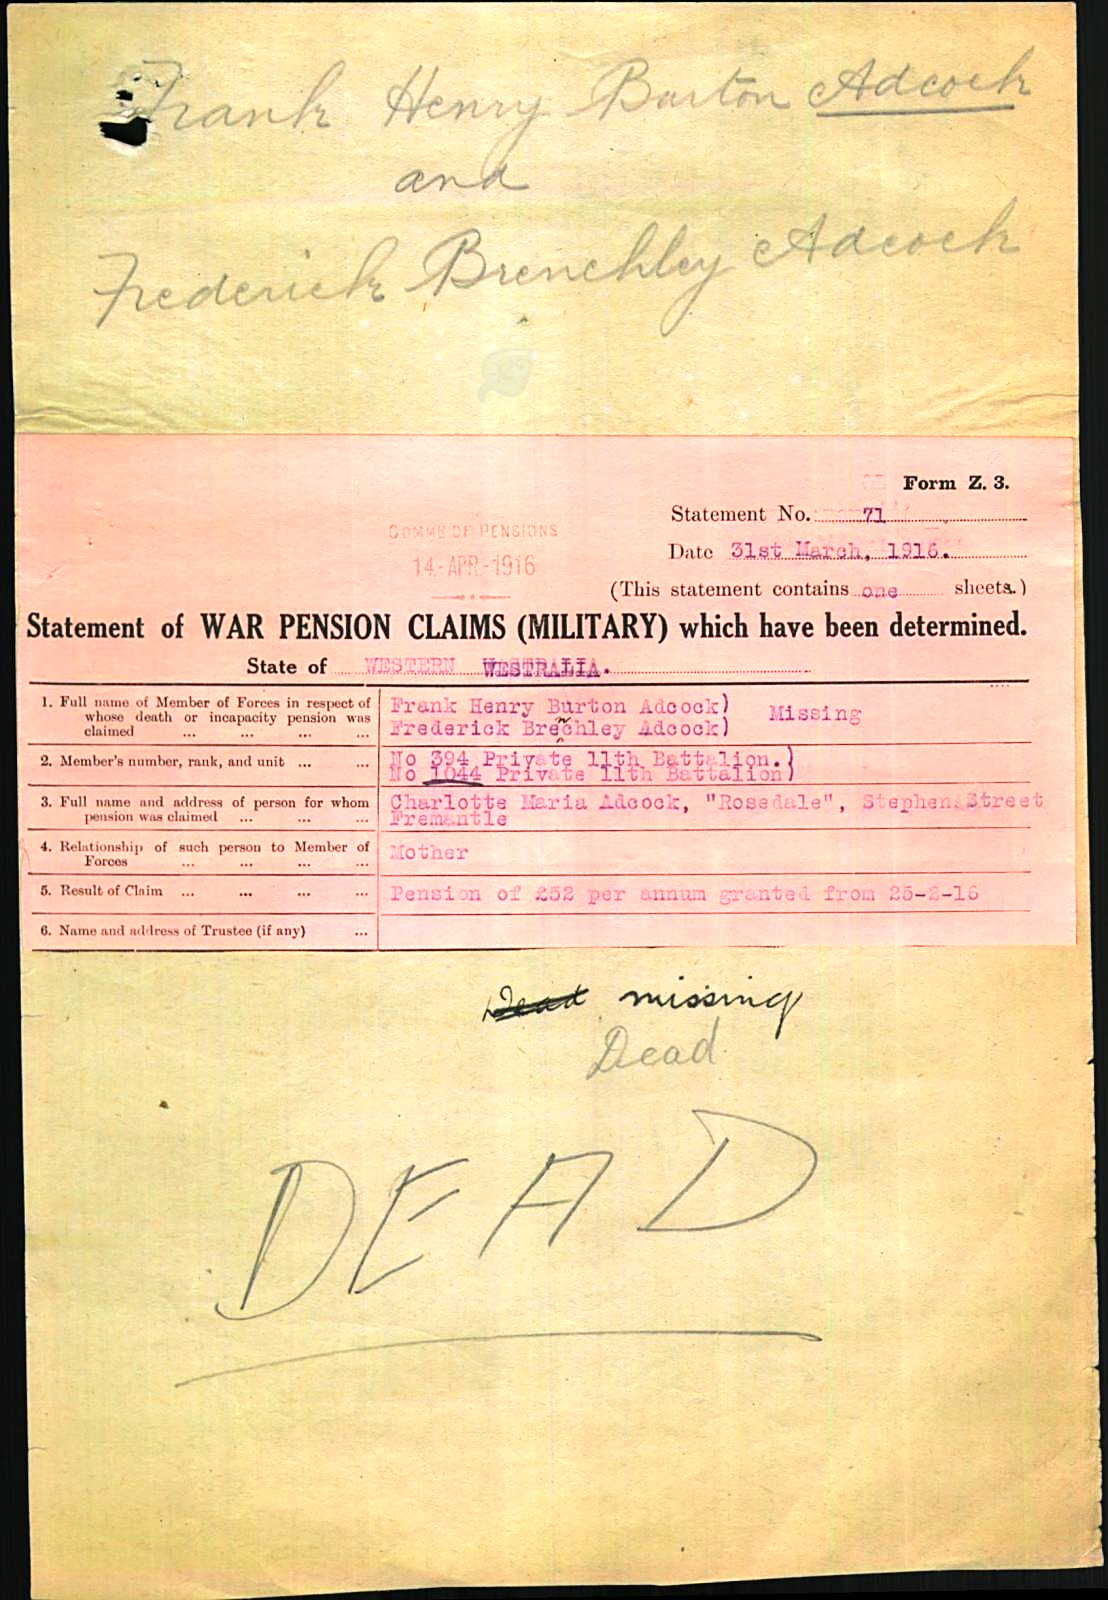 Frank Henry Burton Adcock
and
Frederick Brenchley Adcock
Form Z. 3.
Statement No. 71
COMMR OF PENSIONS
Date 31st March, 1916.
14-APR-1916
(This statement contains one sheets.)
Statement of WAR PENSION CLAIMS (MILITARY) which have been determined.
State of WESTERN WESTRALIA.
1. Full name of Member of Forces in respect of whose death or incapacity pension was claimed ... ... ... ...
Frank Henry Burton Adcock)
Frederick Brenchley Adcock) Missing
2. Member's number, rank, and unit ... ...
No 394 Private 11th Battalion.)
No 1044 Private 11th Battalion)
3. Full name and address of person for whom pension was claimed ... ... ...
Charlotte Maria Adcock, "Rosedale", Stephen Street
Fremantle
4. Relationship of such person to Member of Forces ... ... ... ...
Mother
5. Result of Claim ... ... ... ...
Pension of £52 per annum granted from 25-2-16
6. Name and address of Trustee (if any) ...
Dead missing
Dead
DEAD